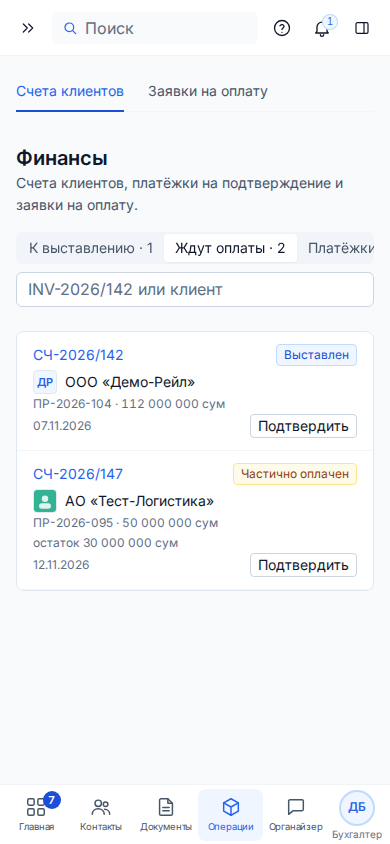 Поиск
1
Счета клиентов
Заявки на оплату
Финансы
Счета клиентов, платёжки на подтверждение и
заявки на оплату.
К выставлению · 1
Ждут оплаты · 2
Платёжки
INV-2026/142 или клиент
СЧ-2026/142
Выставлен
ДР
ООО «Демо-Рейл»
ПР-2026-104 · 112 000 000 сум
07.11.2026
Подтвердить
СЧ-2026/147
Частично оплачен
АО «Тест-Логистика»
ПР-2026-095 · 50 000 000 сум
остаток 30 000 000 сум
12.11.2026
Подтвердить
7
ДБ
Главная
Контакты
Документы
Операции
Органайзер
Бухгалтер